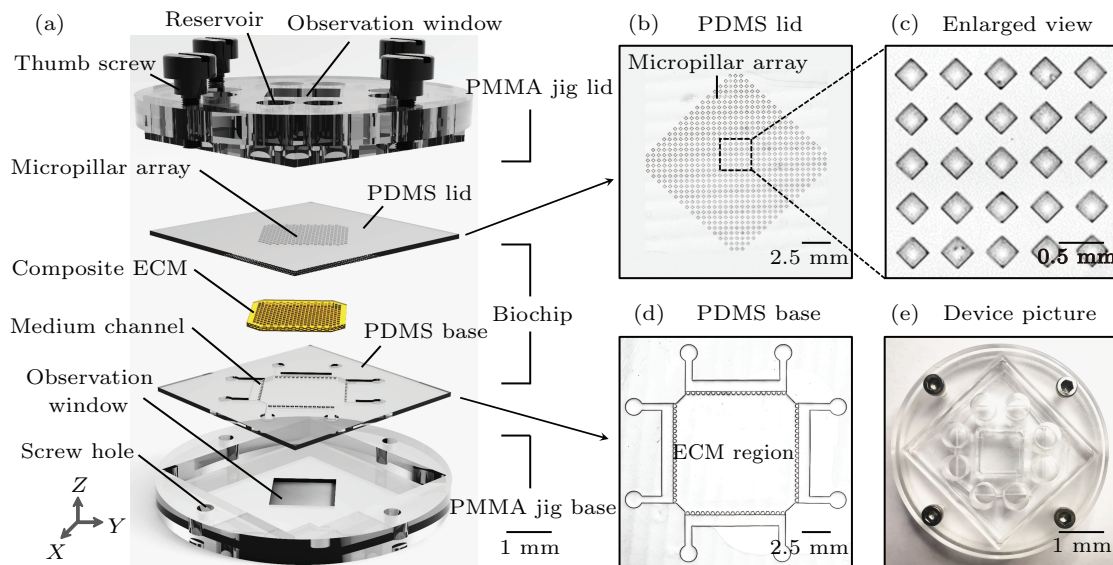 (a)
Reservoir
Observation window
Thumb screw
PMMA jig lid
Micropillar array
PDMS lid
Composite ECM
Biochip
Medium channel
PDMS base
Observation
window
Screw hole
PMMA jig base
Z
Y
X
1 mm
(b)
PDMS lid
Micropillar array
2.5 mm
(c)
Enlarged view
0.5 mm
(d)
PDMS base
ECM region
2.5 mm
(e)
Device picture
1 mm